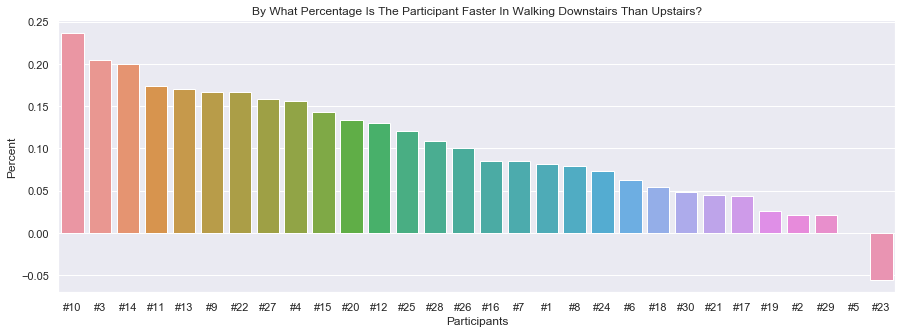 By What Percentage Is The Participant Faster In Walking Downstairs Than Upstairs?
0.25
0.20
0.15
0.10
0.05
0.00
−0.05
Percent
#10 #3 #14 #11 #13 #9 #22 #27 #4 #15 #20 #12 #25 #28 #26 #16 #7 #1 #8 #24 #6 #18 #30 #21 #17 #19 #2 #29 #5 #23
Participants